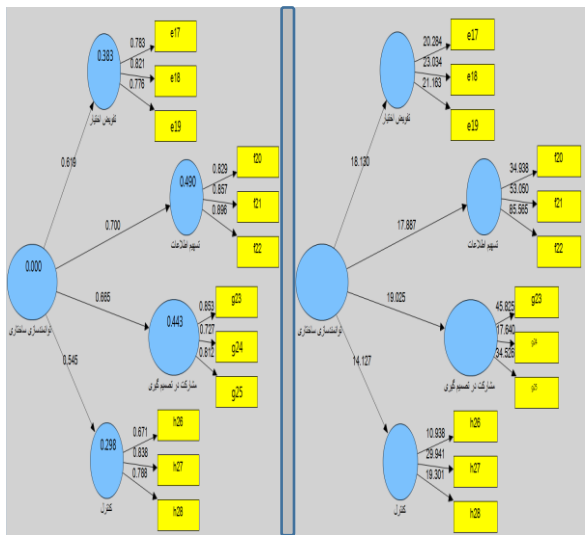 0.383
0.783
0.821
0.776
e17
e18
e19
تفویض اختیار
0.619
0.490
0.829
0.857
0.896
f20
f21
f22
تسهیم اطلاعات
0.700
0.000
توانمندسازی ساختاری
0.665
0.443
0.853
0.727
0.812
g23
g24
g25
مشارکت در تصمیم گیری
0.545
0.298
0.671
0.838
0.788
h26
h27
h28
کنترل
20.284
23.034
21.163
e17
e18
e19
تفویض اختیار
18.130
34.938
53.050
85.565
f20
f21
f22
تسهیم اطلاعات
17.887
توانمندسازی ساختاری
19.025
45.825
17.640
34.526
g23
g24
g25
مشارکت در تصمیم گیری
14.127
10.938
29.941
19.301
h26
h27
h28
کنترل